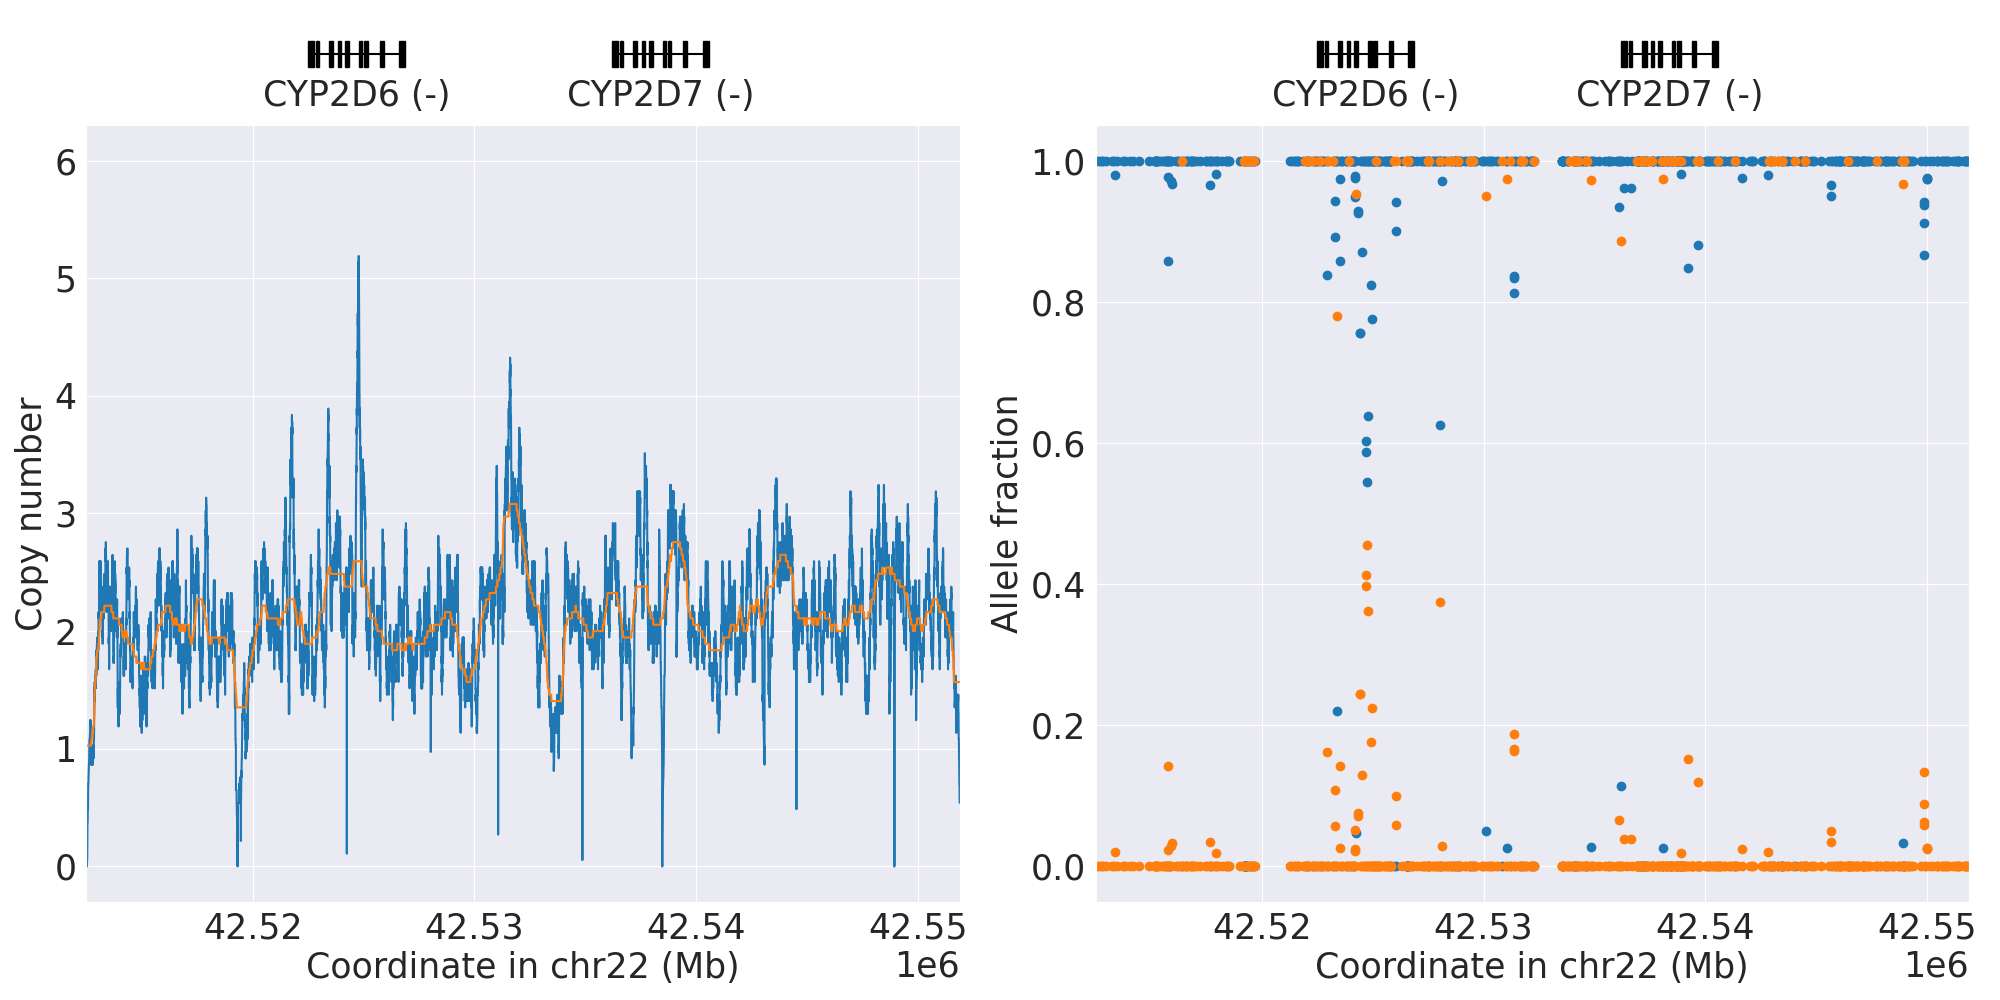 CYP2D6 (-)
CYP2D7 (-)
6
5
4
3
2
1
0
Copy number
42.52
42.53
42.54
42.55
Coordinate in chr22 (Mb)
1e6
CYP2D6 (-)
CYP2D7 (-)
1.0
0.8
0.6
0.4
0.2
0.0
Allele fraction
42.52
42.53
42.54
42.55
Coordinate in chr22 (Mb)
1e6